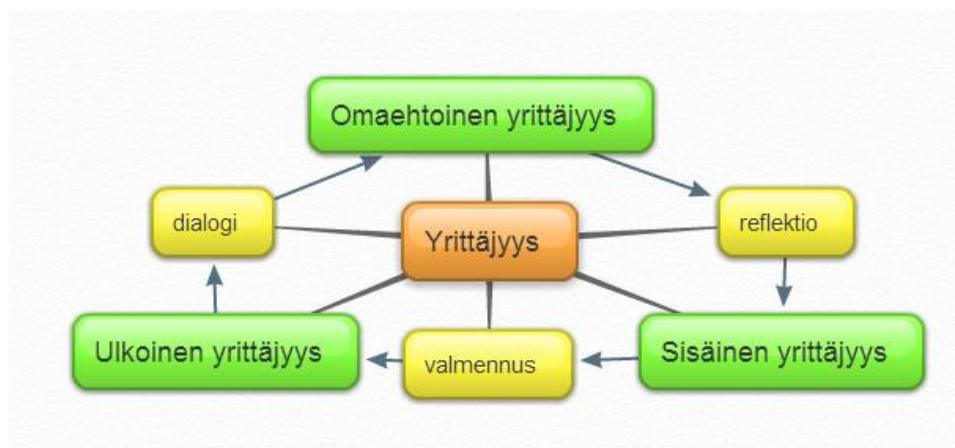 Omaehtoinen yrittäjyys
dialogi
Yrittäjyys
reflektio
Ulkoinen yrittäjyys
valmennus
Sisäinen yrittäjyys